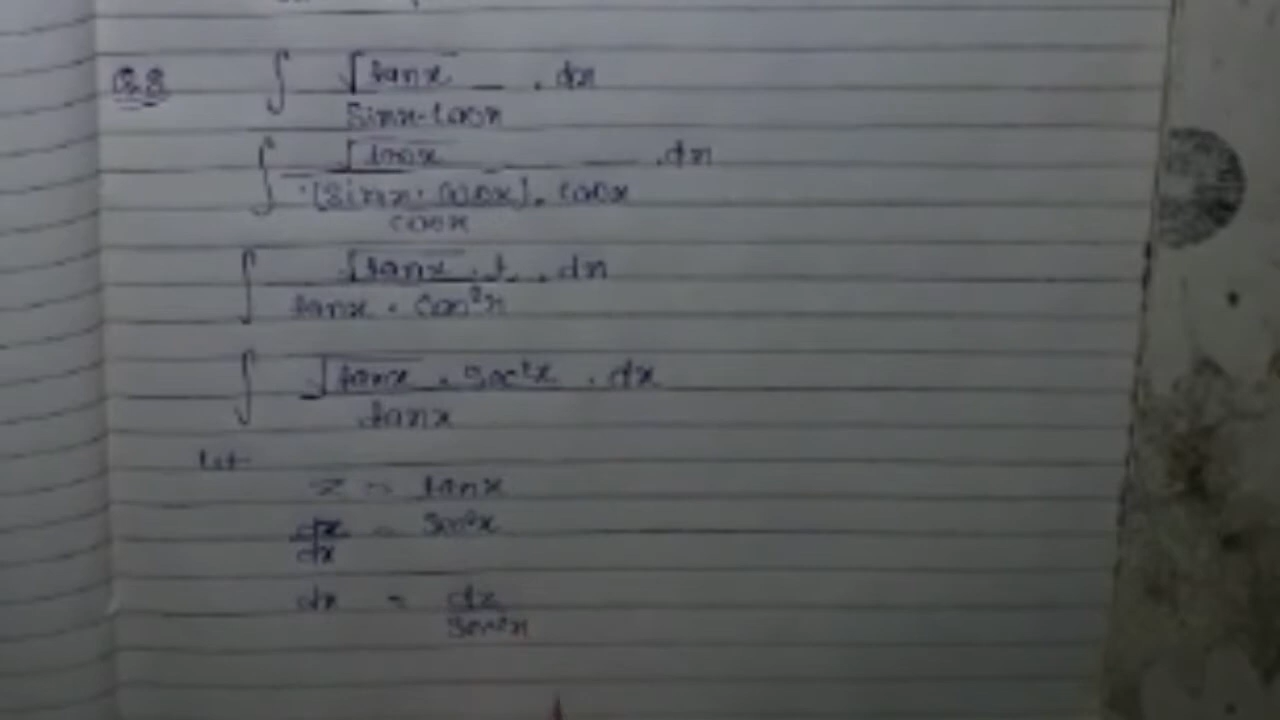 Q.8 ∫ √tanx / Sinx·Cosx . dx
∫ √tanx / [Sinx·Cosx].Cosx / Cosx . dx
∫ √tanx · 1 / tanx · Cos²x . dx
∫ √tanx · Sec²x / tanx . dx
Let
z = tanx
dz/dx = Sec²x
dx = dz / Sec²x